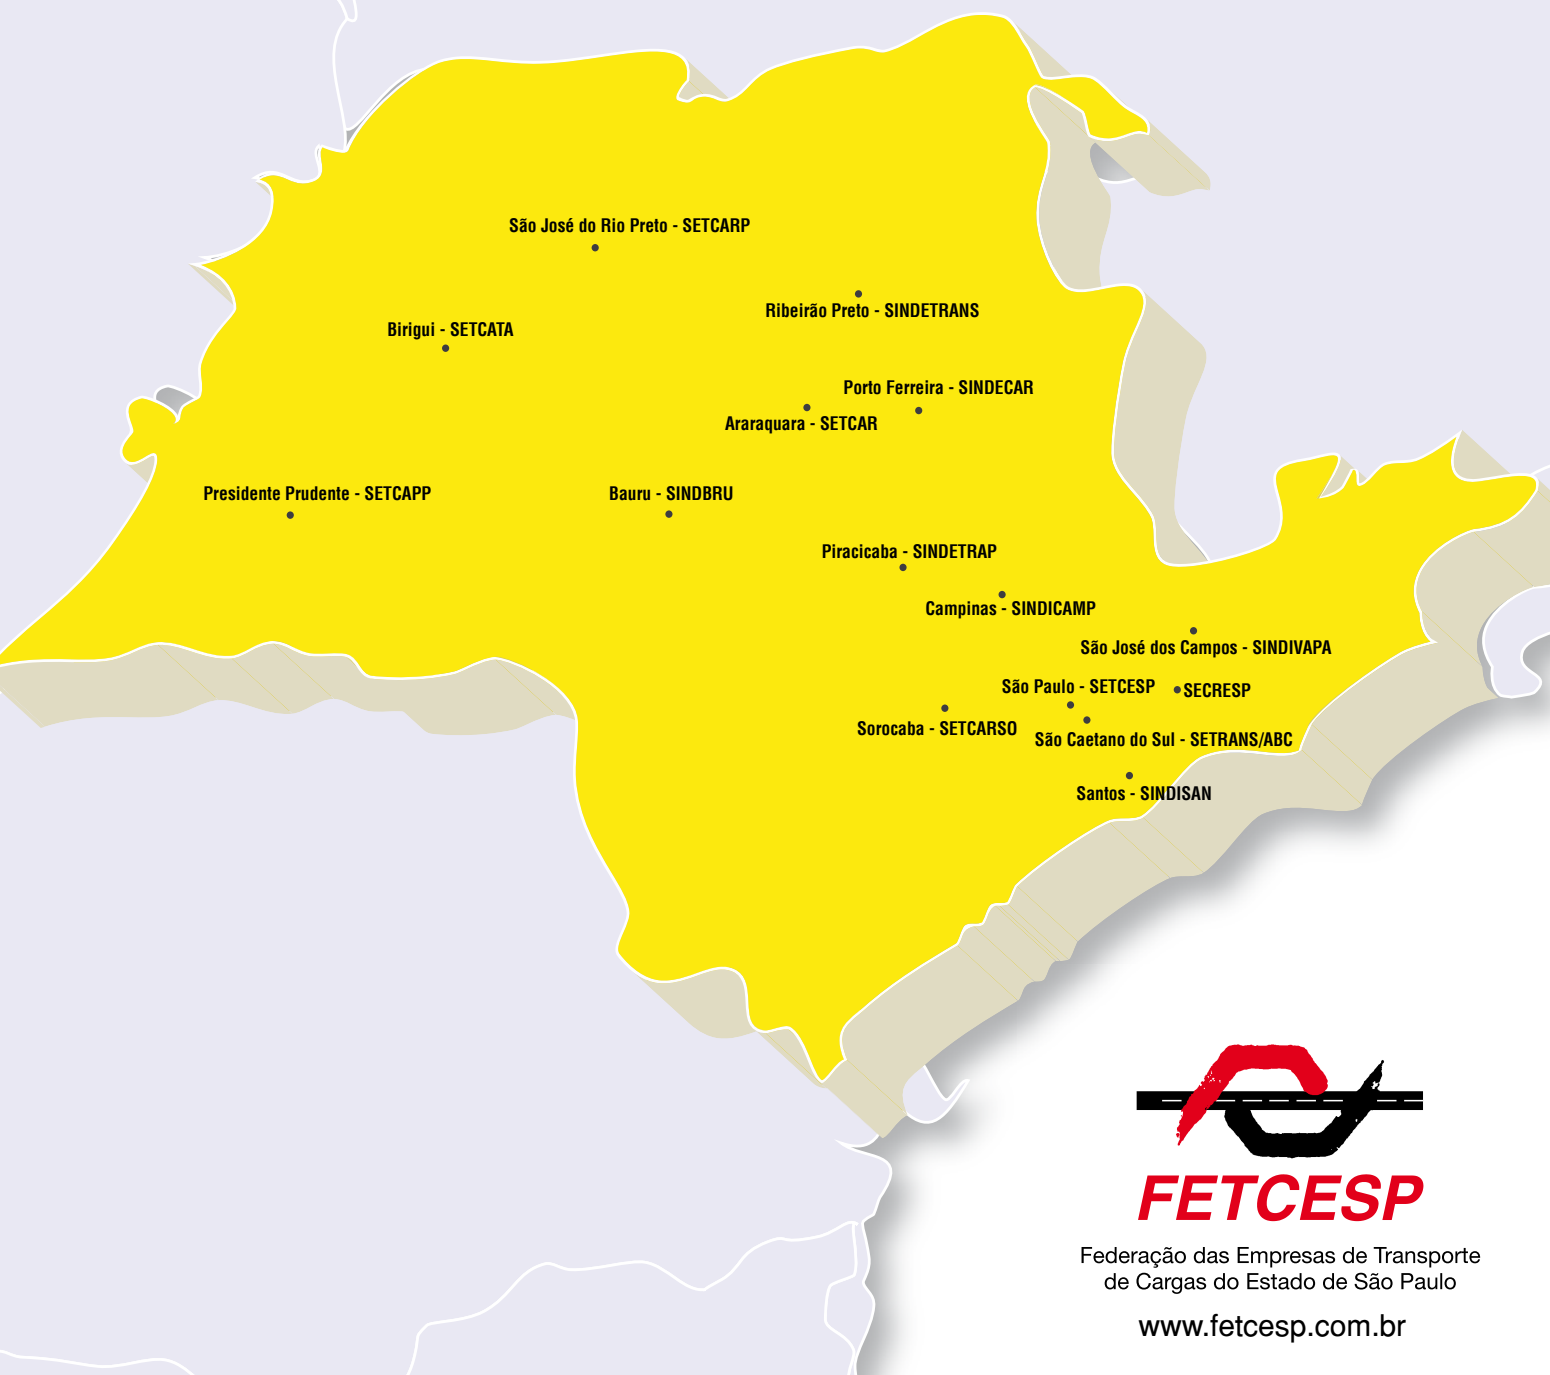 São José do Rio Preto - SETCARP
Ribeirão Preto - SINDETRANS
Birigui - SETCATA
Porto Ferreira - SINDECAR
Araraquara - SETCAR
Presidente Prudente - SETCAPP
Bauru - SINDBRU
Piracicaba - SINDETRAP
Campinas - SINDICAMP
São José dos Campos - SINDIVAPA
São Paulo - SETCESP
SECRESP
Sorocaba - SETCARSO
São Caetano do Sul - SETRANS/ABC
Santos - SINDISAN
FETCESP
Federação das Empresas de Transporte
de Cargas do Estado de São Paulo
www.fetcesp.com.br